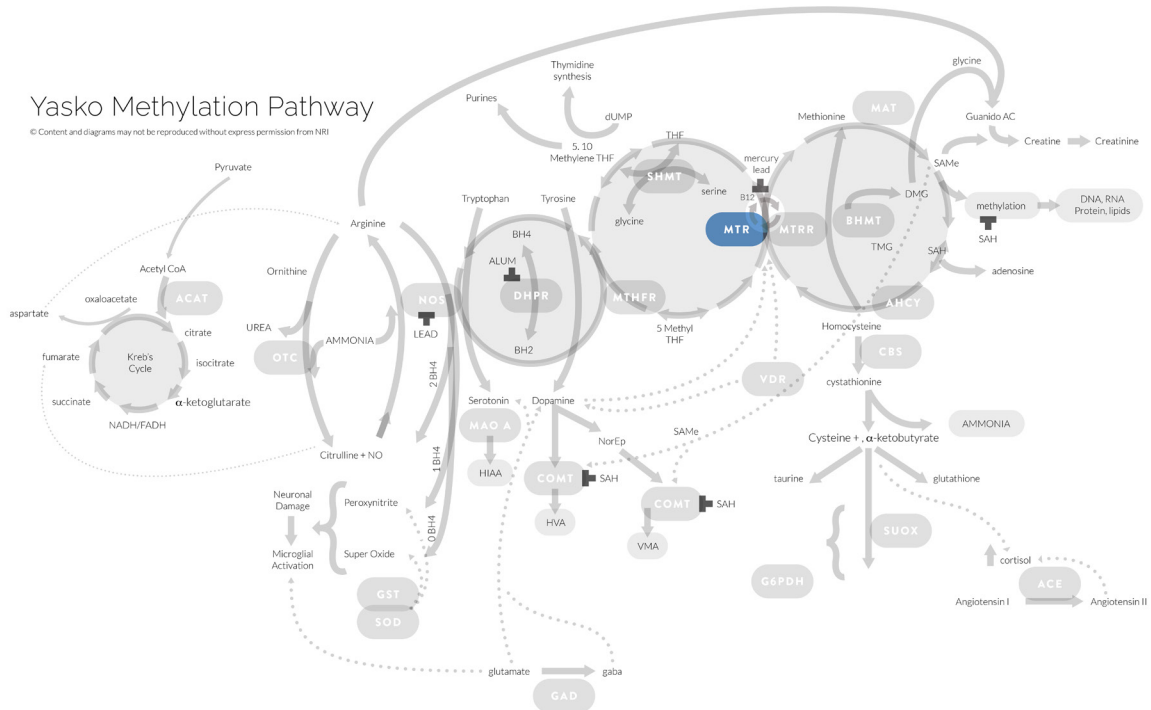 Yasko Methylation Pathway
© Content and diagrams may not be reproduced without express permission from NRI
Pyruvate
Acetyl CoA
ACAT
oxaloacetate
aspartate
citrate
fumarate
Kreb's
Cycle
isocitrate
succinate
α-ketoglutarate
NADH/FADH
Arginine
Ornithine
UREA
OTC
AMMONIA
Citrulline + NO
NOS
LEAD
2 BH4
1 BH4
0 BH4
Neuronal
Damage
Peroxynitrite
Microglial
Activation
Super Oxide
GST
SOD
Tryptophan
Tyrosine
BH4
ALUM
DHPR
BH2
Serotonin
Dopamine
MAO A
HIAA
NorEp
COMT
SAH
HVA
SAMe
COMT
SAH
VMA
glutamate
gaba
GAD
Purines
Thymidine
synthesis
dUMP
5, 10
Methylene THF
THF
SHMT
serine
glycine
MTHFR
5 Methyl
THF
mercury
lead
B12
MTR
MTRR
VDR
Methionine
MAT
BHMT
DMG
TMG
SAMe
SAH
AHCY
Homocysteine
glycine
Guanido AC
Creatine
Creatinine
methylation
SAH
DNA, RNA
Protein, lipids
adenosine
CBS
cystathionine
AMMONIA
Cysteine + , α-ketobutyrate
taurine
glutathione
SUOX
G6PDH
cortisol
ACE
Angiotensin I
Angiotensin II